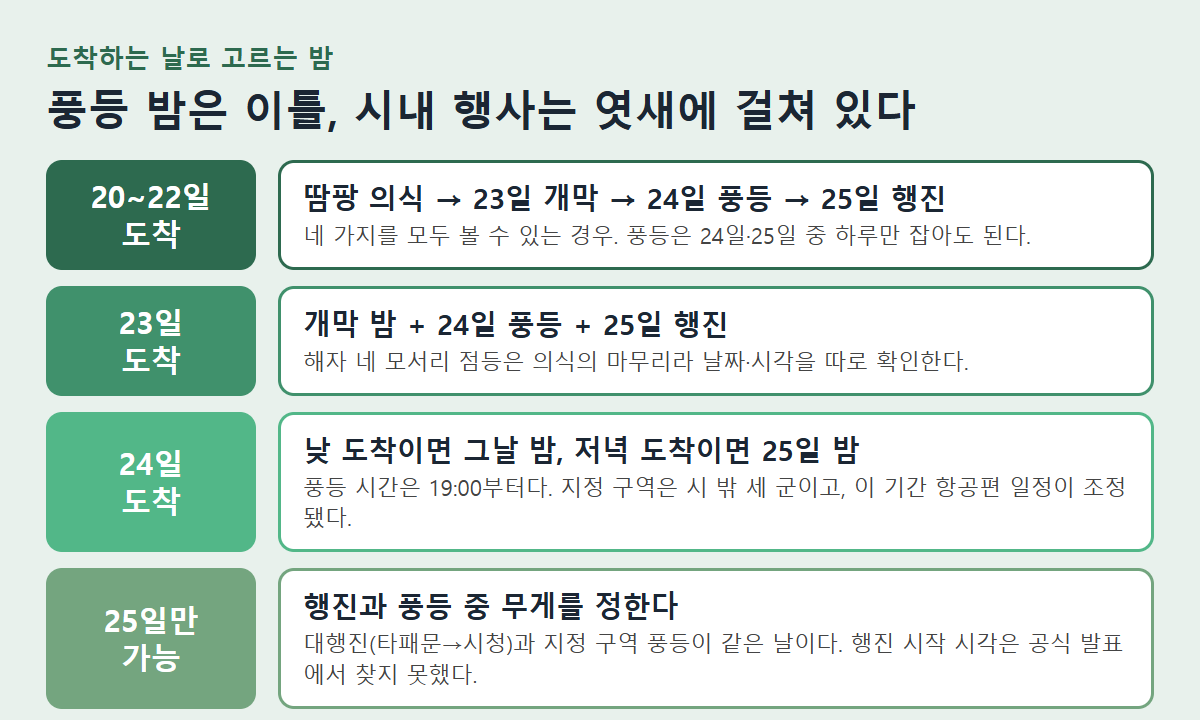 도착하는 날로 고르는 밤
풍등 밤은 이틀, 시내 행사는 엿새에 걸쳐 있다
20~22일
도착
땀팡 의식 → 23일 개막 → 24일 풍등 → 25일 행진
네 가지를 모두 볼 수 있는 경우. 풍등은 24일·25일 중 하루만 잡아도 된다.
23일
도착
개막 밤 + 24일 풍등 + 25일 행진
해자 네 모서리 점등은 의식의 마무리라 날짜·시각을 따로 확인한다.
24일
도착
낮 도착이면 그날 밤, 저녁 도착이면 25일 밤
풍등 시간은 19:00부터다. 지정 구역은 시 밖 세 군이고, 이 기간 항공편 일정이 조정
됐다.
25일만
가능
행진과 풍등 중 무게를 정한다
대행진(타패문→시청)과 지정 구역 풍등이 같은 날이다. 행진 시작 시각은 공식 발표
에서 찾지 못했다.